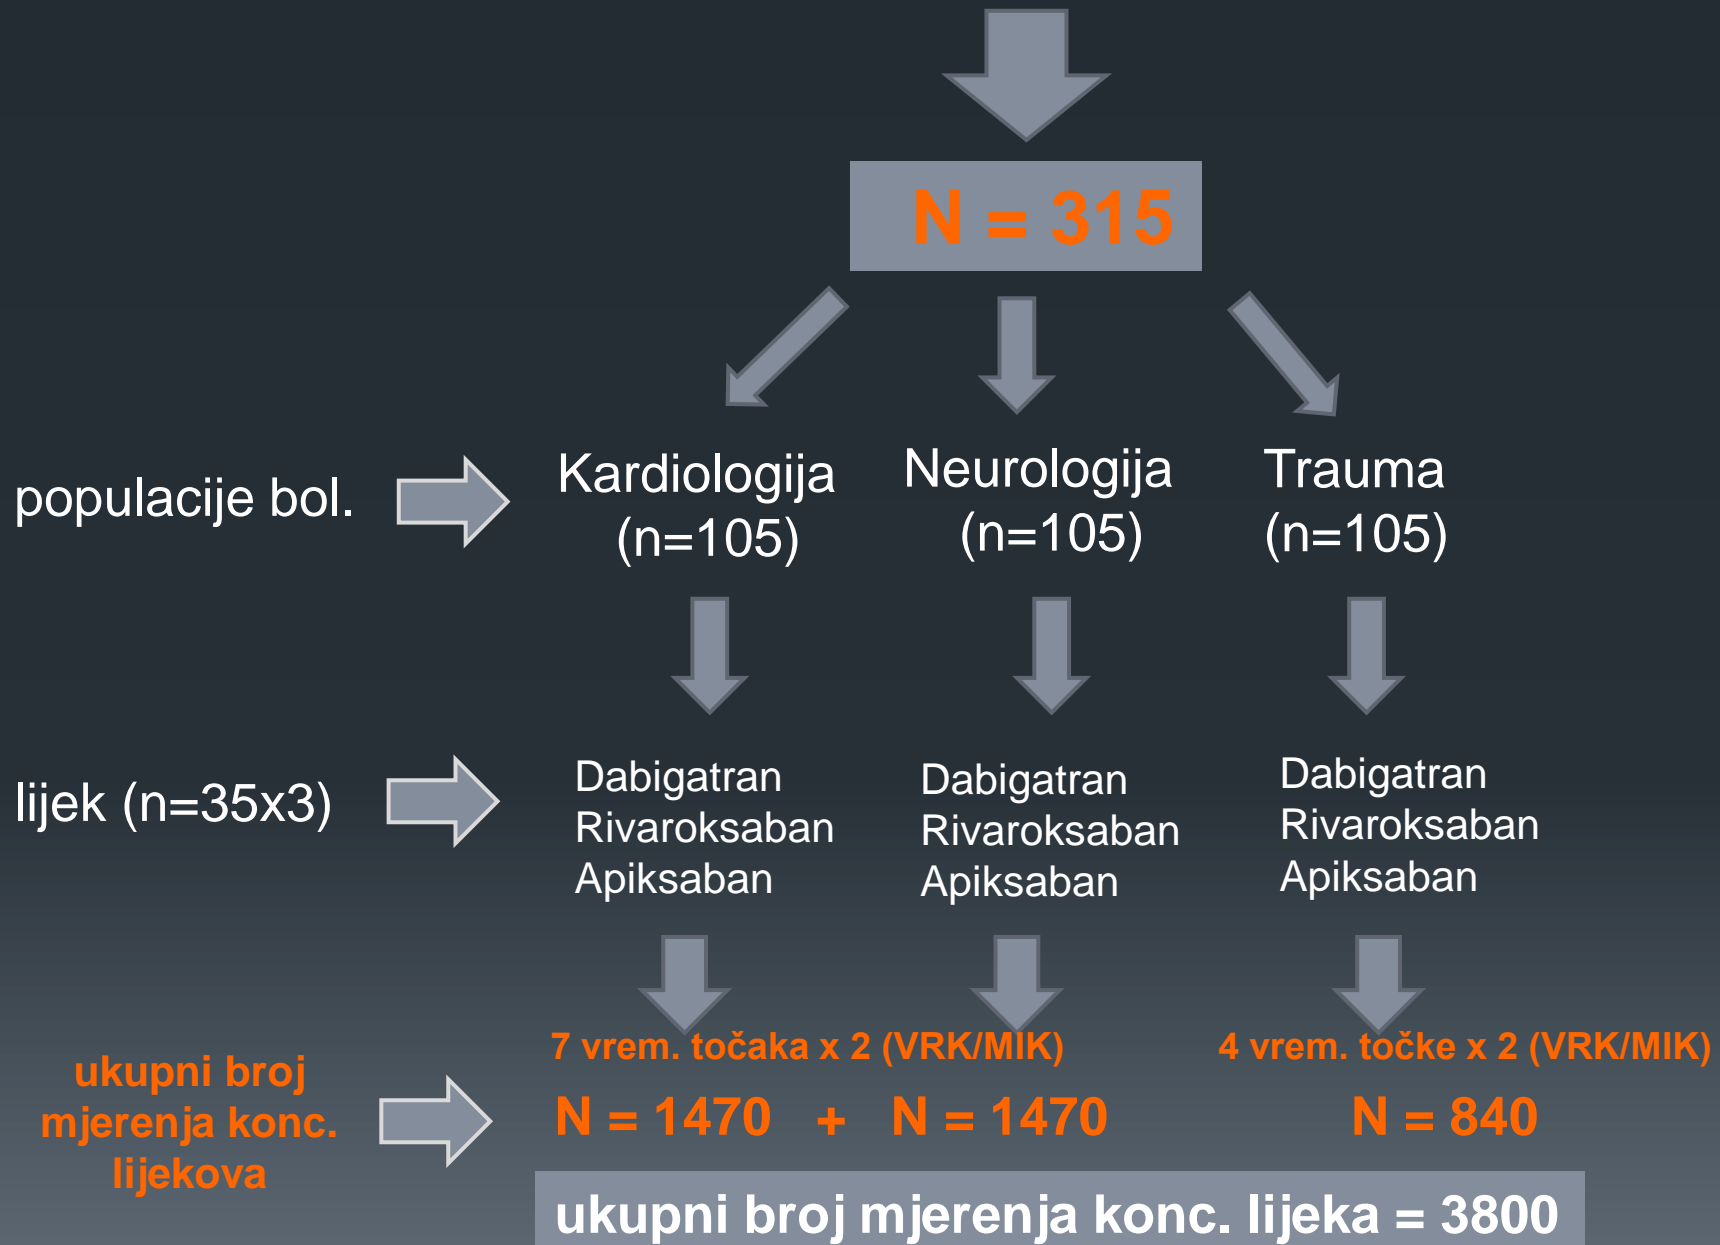 N = 315
populacije bol.
Kardiologija
(n=105)
Neurologija
(n=105)
Trauma
(n=105)
lijek (n=35x3)
Dabigatran
Rivaroksaban
Apiksaban
Dabigatran
Rivaroksaban
Apiksaban
Dabigatran
Rivaroksaban
Apiksaban
ukupni broj
mjerenja konc.
lijekova
7 vrem. točaka x 2 (VRK/MIK)
4 vrem. točke x 2 (VRK/MIK)
N = 1470 + N = 1470
N = 840
ukupni broj mjerenja konc. lijeka = 3800